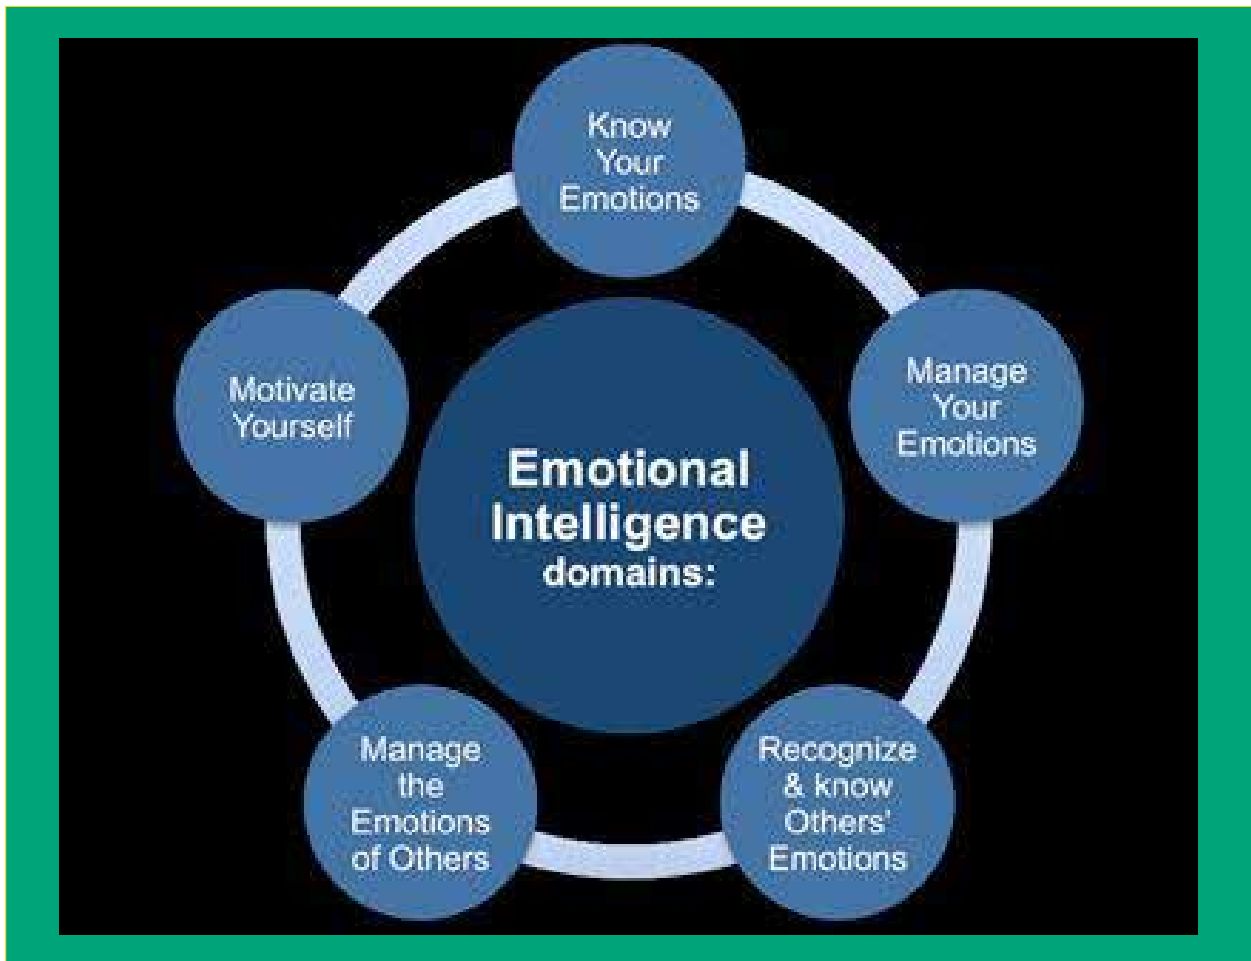 Know
Your
Emotions
Motivate
Yourself
Manage
Your
Emotions
Emotional
Intelligence
domains:
Manage
the
Emotions
of Others
Recognize
& know
Others'
Emotions